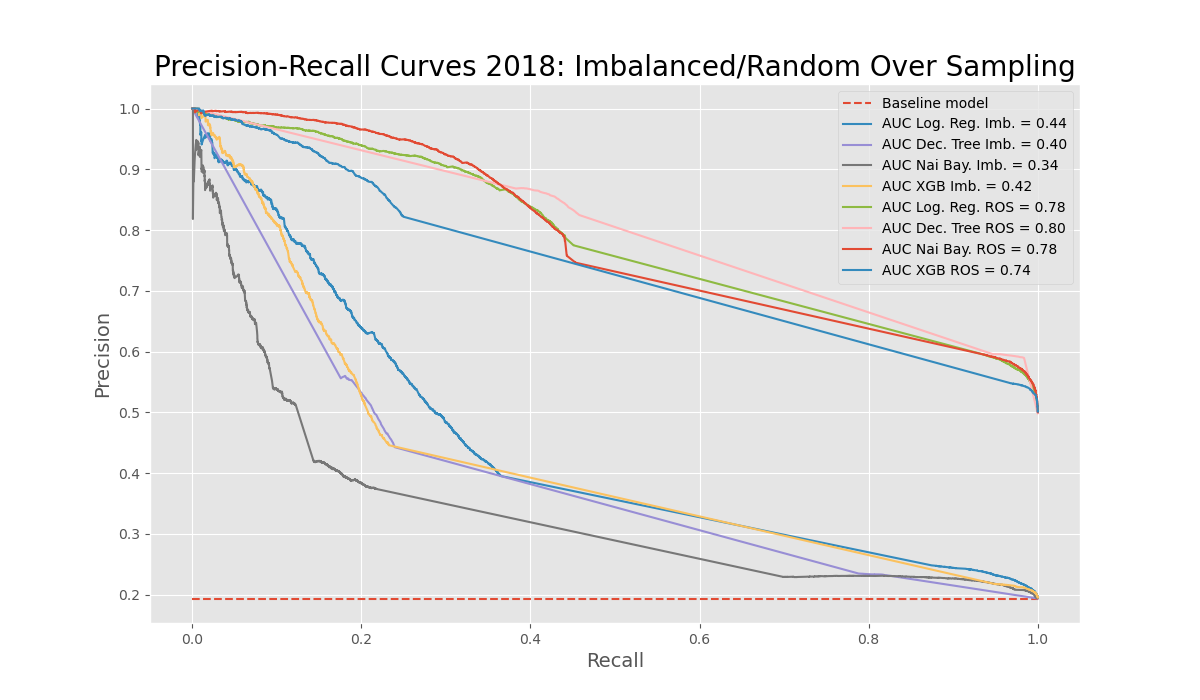 Precision-Recall Curves 2018: Imbalanced/Random Over Sampling
Baseline model
AUC Log. Reg. Imb. = 0.44
AUC Dec. Tree Imb. = 0.40
AUC Nai Bay. Imb. = 0.34
AUC XGB Imb. = 0.42
AUC Log. Reg. ROS = 0.78
AUC Dec. Tree ROS = 0.80
AUC Nai Bay. ROS = 0.78
AUC XGB ROS = 0.74
Precision
1.0
0.9
0.8
0.7
0.6
0.5
0.4
0.3
0.2
0.0 0.2 0.4 0.6 0.8 1.0
Recall